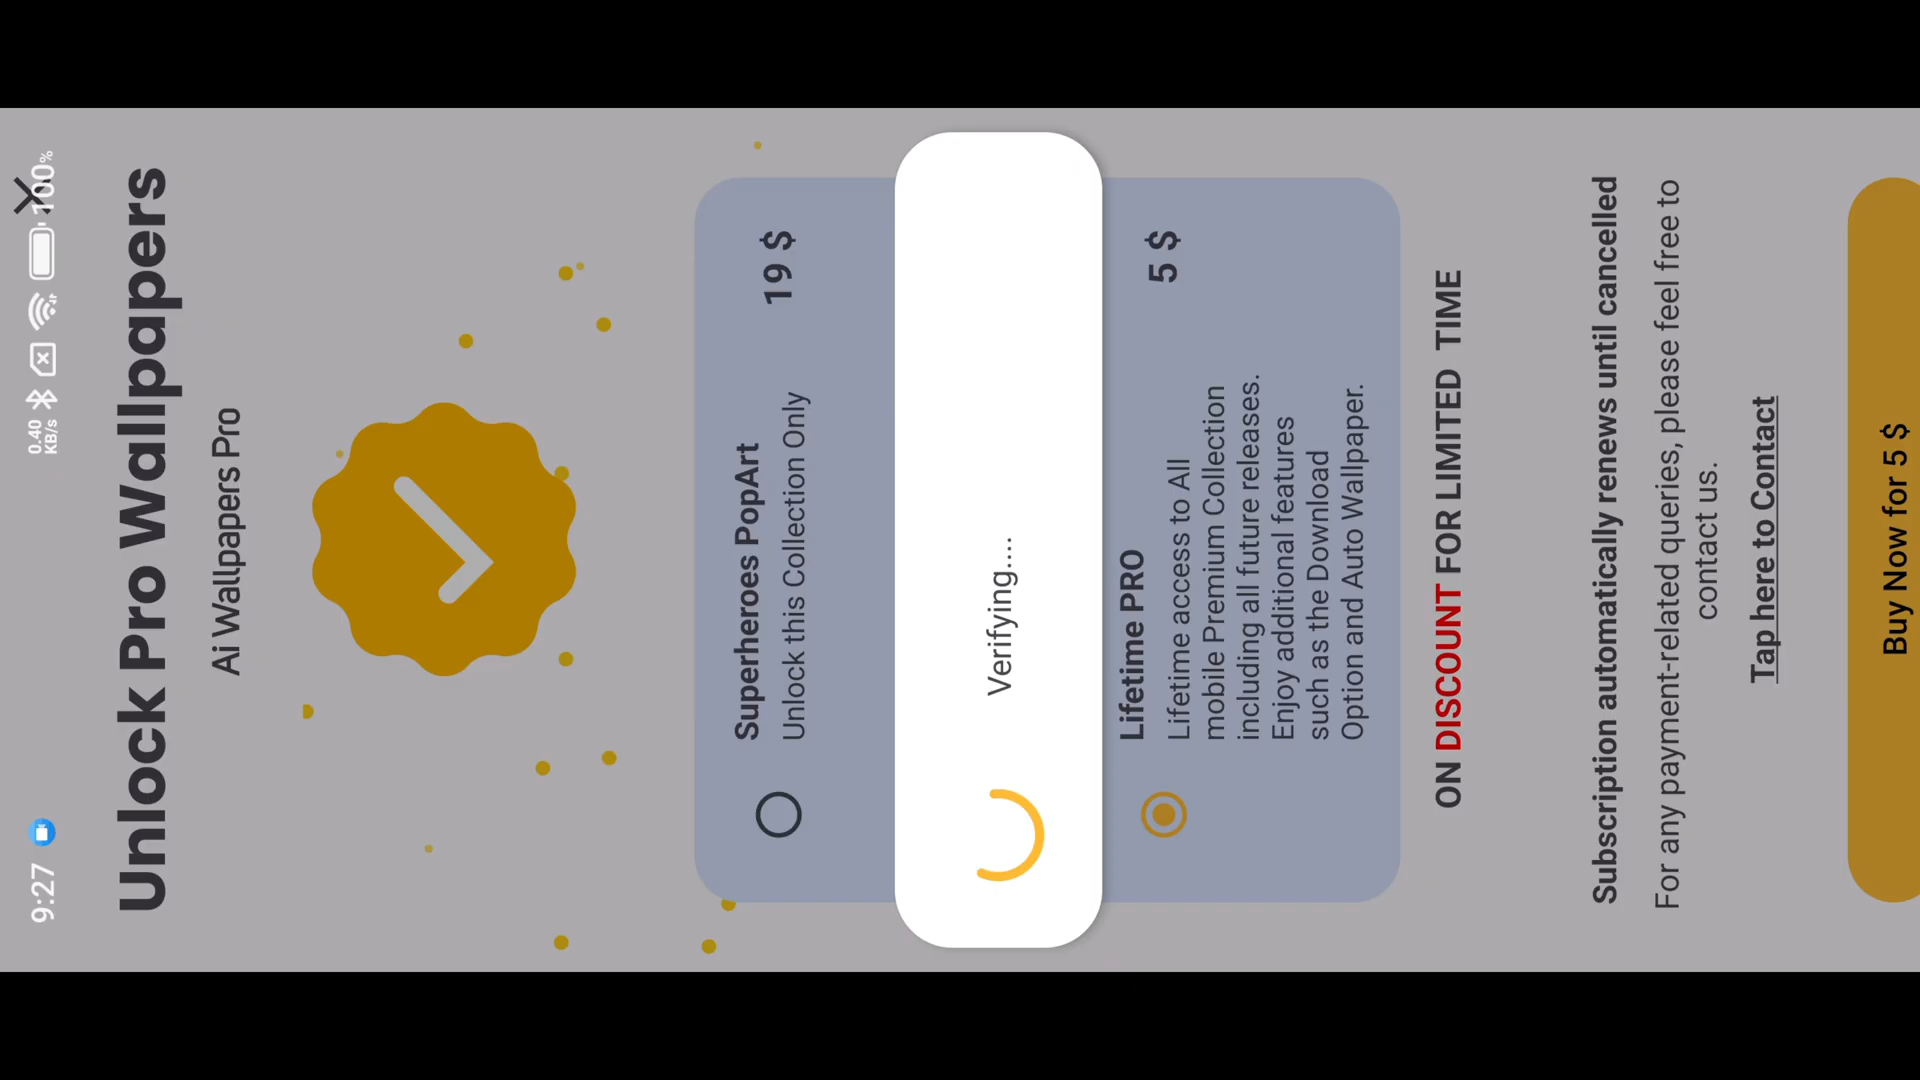 9:27
0.40
KB/s
100%
Unlock Pro Wallpapers
Ai Wallpapers Pro
Superheroes PopArt
Unlock this Collection Only
19 $
Verifying....
Lifetime PRO
Lifetime access to All
mobile Premium Collection
including all future releases.
Enjoy additional features
such as the Download
Option and Auto Wallpaper.
5 $
ON DISCOUNT FOR LIMITED TIME
Subscription automatically renews until cancelled
For any payment-related queries, please feel free to
contact us.
Tap here to Contact
Buy Now for 5 $